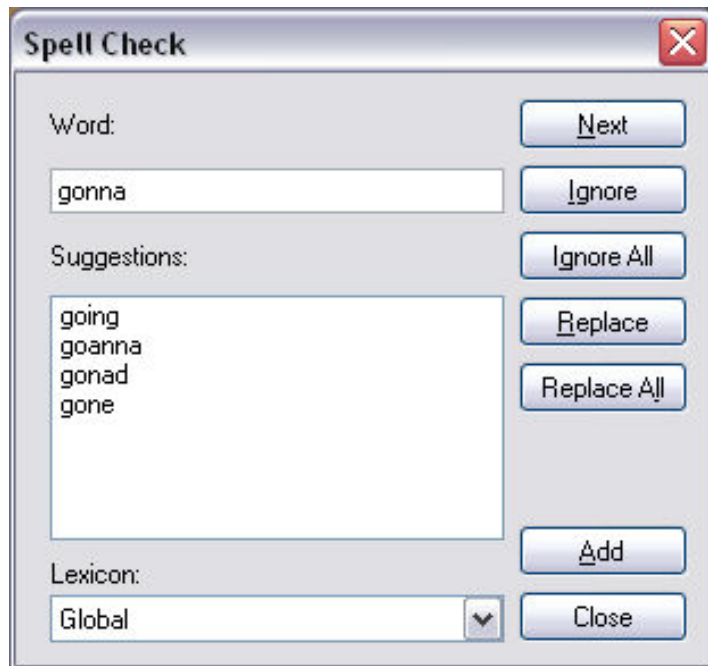 Spell Check
Word:
Next
gonna
Ignore
Suggestions:
Ignore All
going
goanna
gonad
gone
Replace
Replace All
Add
Lexicon:
Global
Close